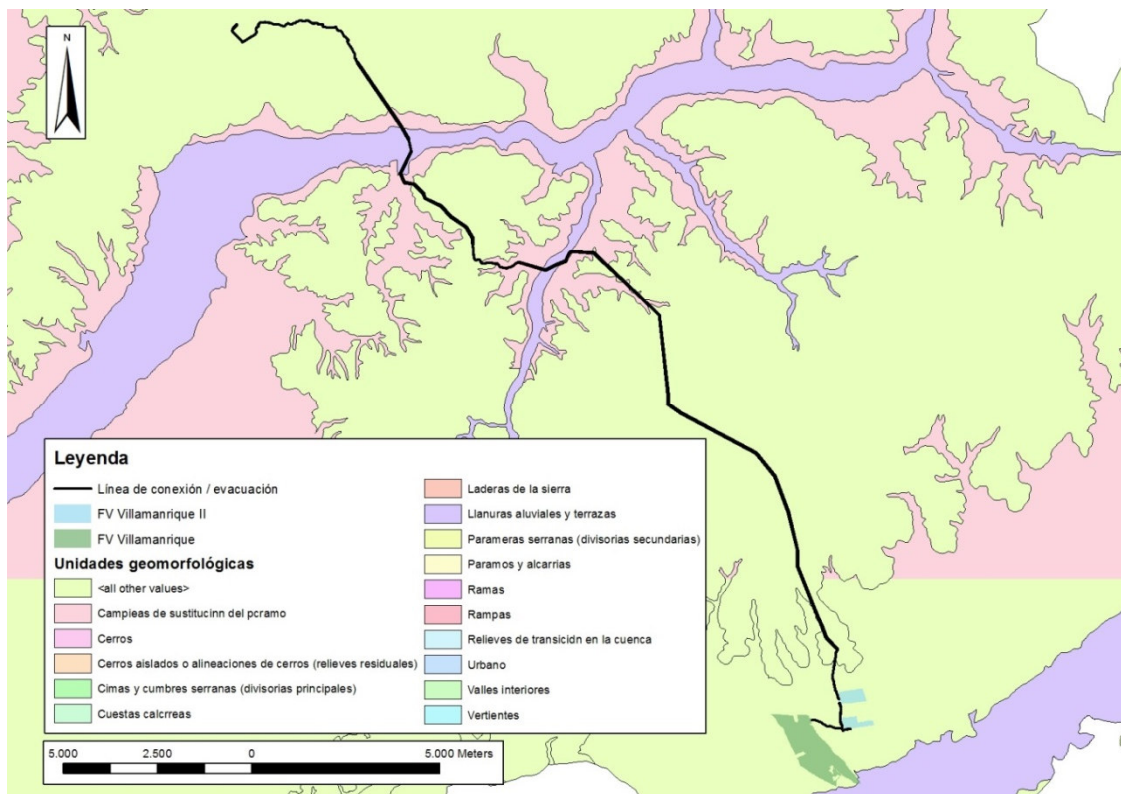 N
Leyenda
Línea de conexión / evacuación
FV Villamanrique II
FV Villamanrique
Unidades geomorfológicas
<all other values>
Campieas de sustitucinn del pcramo
Cerros
Cerros aislados o alineaciones de cerros (relieves residuales)
Cimas y cumbres serranas (divisorias principales)
Cuestas calcrreas
Laderas de la sierra
Llanuras aluviales y terrazas
Parameras serranas (divisorias secundarias)
Paramos y alcarrias
Ramas
Rampas
Relieves de transicidn en la cuenca
Urbano
Valles interiores
Vertientes
5.000 2.500 0 5.000 Meters